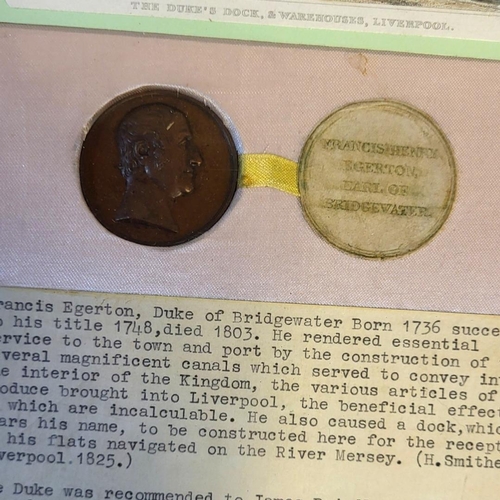 THE DUKE'S DOCK, & WAREHOUSES, LIVERPOOL.
FRANCIS HENRY
EGERTON,
EARL OF
BRIDGEWATER.
rancis Egerton, Duke of Bridgewater Born 1736 succe
o his title 1748,died 1803. He rendered essential
ervice to the town and port by the construction of
everal magnificent canals which served to convey in
e interior of the Kingdom, the various articles of
oduce brought into Liverpool, the beneficial effec
which are incalculable. He also caused a dock,whic
ars his name, to be constructed here for the recept
his flats navigated on the River Mersey. (H.Smithe
verpool.1825.)
e Duke was recommended to James